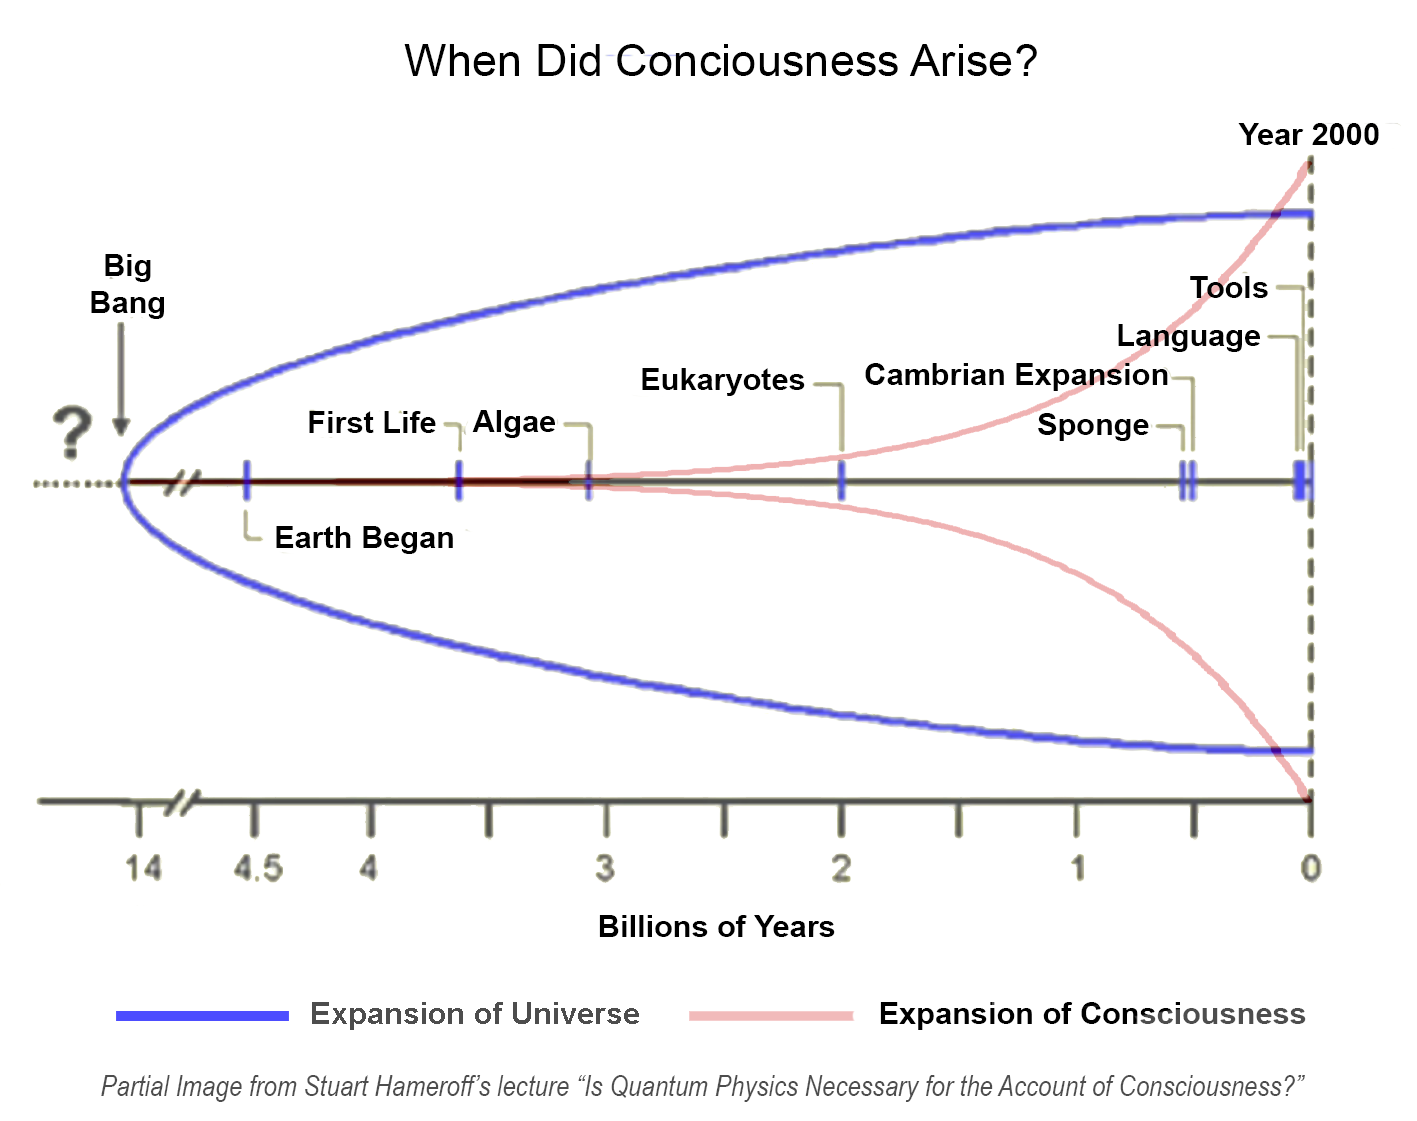 When Did Conciousness Arise?
Year 2000
Big
Bang
?
Tools
Language
Cambrian Expansion
Eukaryotes
Sponge
First Life
Algae
Earth Began
14 4.5 4 3 2 1 0
Billions of Years
Expansion of Universe
Expansion of Consciousness
Partial Image from Stuart Hameroff’s lecture “Is Quantum Physics Necessary for the Account of Consciousness?”